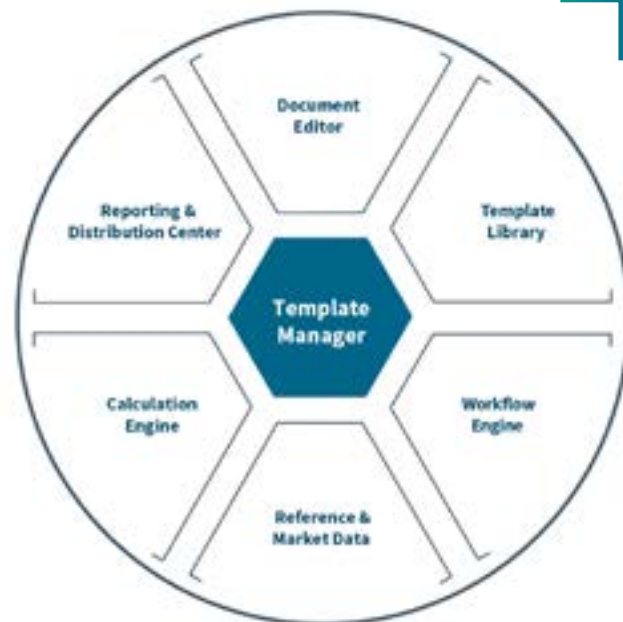 Document
Editor
Reporting &
Distribution Center
Template
Library
Template
Manager
Calculation
Engine
Workflow
Engine
Reference &
Market Data